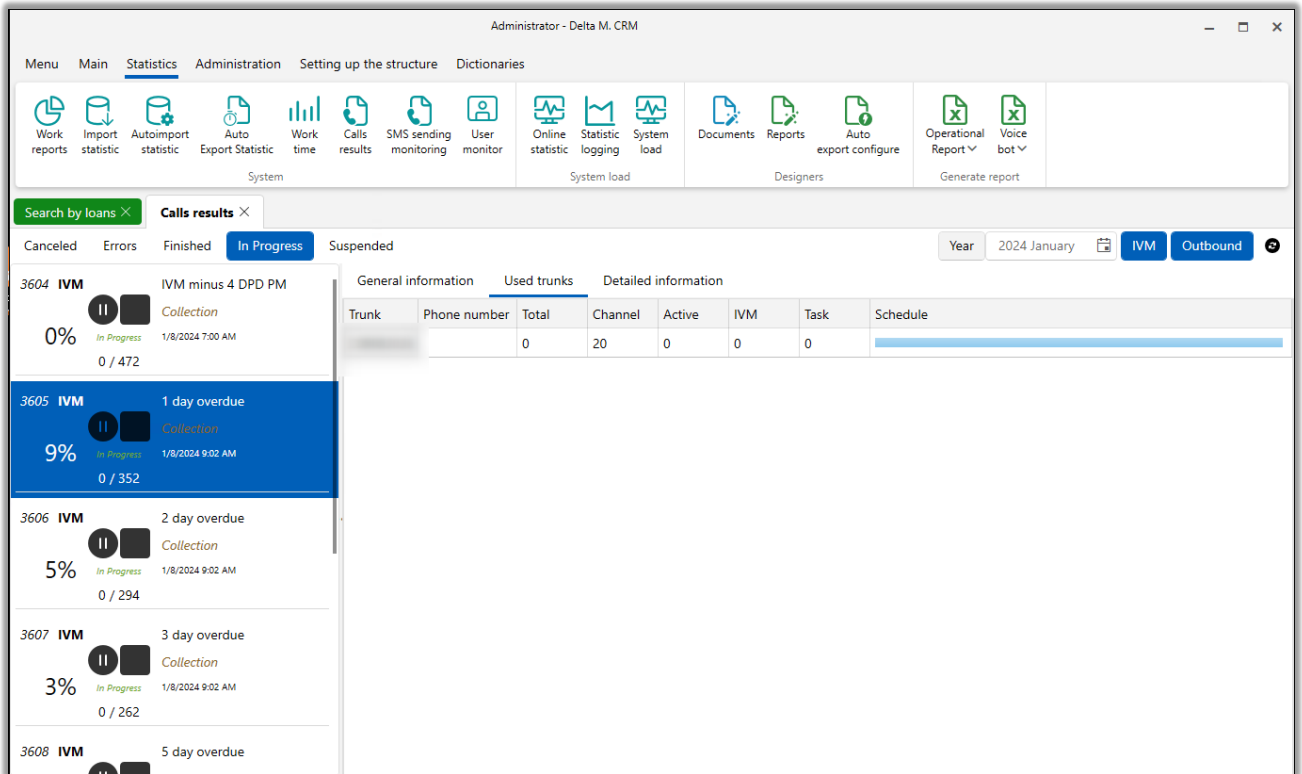 Administrator - Delta M. CRM
Menu Main Statistics Administration Setting up the structure Dictionaries
Work reports
Import statistic
Autoimport statistic
Auto Export Statistic
Work time
Calls results
SMS sending monitoring
User monitor
System
Online statistic
Statistic logging
System load
System load
Documents
Reports
Auto export configure
Designers
Operational Report
Voice bot
Generate report
Search by loans
Calls results
Canceled Errors Finished In Progress Suspended
Year 2024 January IVM Outbound
3604 IVM IVM minus 4 DPD PM
Collection
0% In Progress 1/8/2024 7:00 AM
0 / 472
3605 IVM 1 day overdue
Collection
9% In Progress 1/8/2024 9:02 AM
0 / 352
3606 IVM 2 day overdue
Collection
5% In Progress 1/8/2024 9:02 AM
0 / 294
3607 IVM 3 day overdue
Collection
3% In Progress 1/8/2024 9:02 AM
0 / 262
3608 IVM 5 day overdue
General information Used trunks Detailed information
Trunk Phone number Total Channel Active IVM Task Schedule
0 20 0 0 0